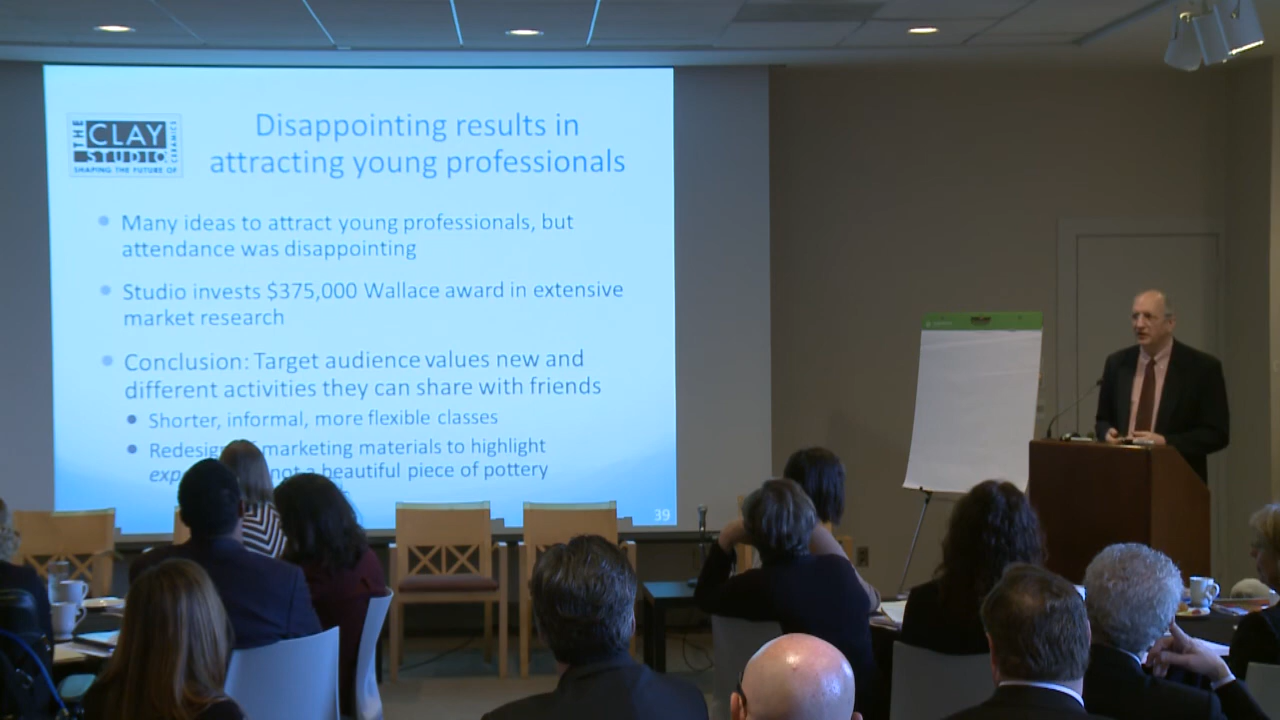 THE
CLAY
STUDIO
CERAMICS
SHAPING THE FUTURE OF
Disappointing results in
attracting young professionals
Many ideas to attract young professionals, but
attendance was disappointing
Studio invests $375,000 Wallace award in extensive
market research
Conclusion: Target audience values new and
different activities they can share with friends
Shorter, informal, more flexible classes
marketing materials to highlight
not a beautiful piece of pottery
39